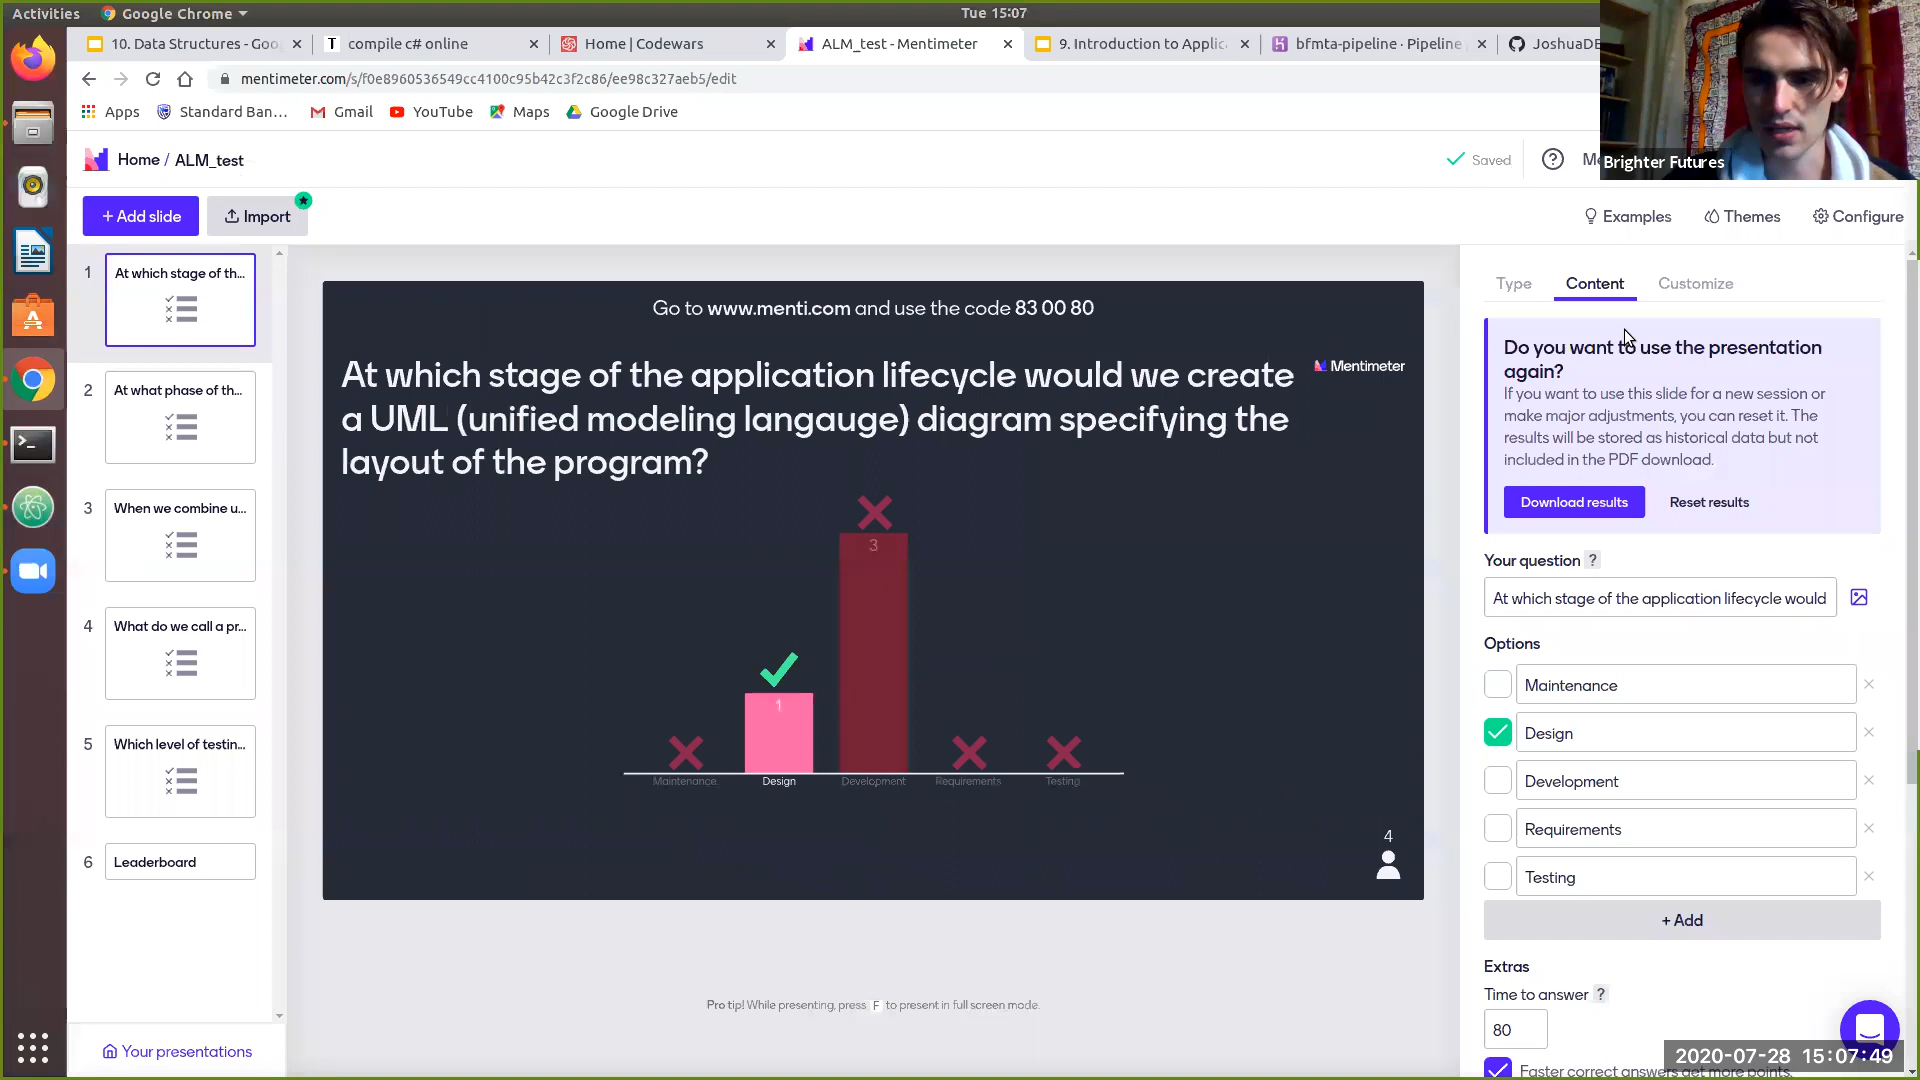 Activities
Google Chrome
Tue 15:07
10. Data Structures - Goo
T compile c# online
Home | Codewars
ALM_test - Mentimeter
9. Introduction to Applic
bfmta-pipeline · Pipeline
JoshuaDE
mentimeter.com/s/f0e8960536549cc4100c95b42c3f2c86/ee98c327aeb5/edit
Apps
Standard Ban...
Gmail
YouTube
Maps
Google Drive
Home / ALM_test
Saved
Brighter Futures
+ Add slide
Import
Examples
Themes
Configure
1 At which stage of th...
2 At what phase of th...
3 When we combine u...
4 What do we call a pr...
5 Which level of testin...
6 Leaderboard
Your presentations
Go to www.menti.com and use the code 83 00 80
Mentimeter
At which stage of the application lifecycle would we create
a UML (unified modeling langauge) diagram specifying the
layout of the program?
3
1
Maintenance
Design
Development
Requirements
Testing
4
Pro tip! While presenting, press F to present in full screen mode.
Type
Content
Customize
Do you want to use the presentation
again?
If you want to use this slide for a new session or
make major adjustments, you can reset it. The
results will be stored as historical data but not
included in the PDF download.
Download results
Reset results
Your question ?
At which stage of the application lifecycle would
Options
Maintenance
Design
Development
Requirements
Testing
+ Add
Extras
Time to answer ?
80
Faster correct answers get more points.
2020-07-28 15:07:49